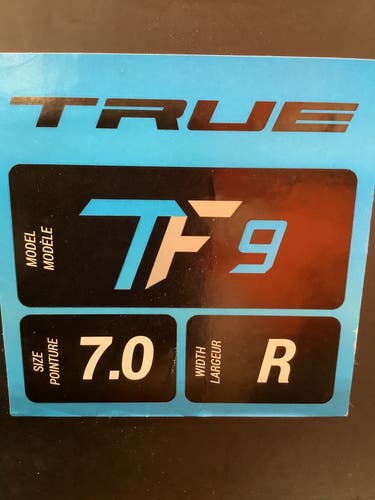 TRUE
MODEL
MODÈLE
TF9
SIZE
POINTURE
7.0
WIDTH
LARGEUR
R